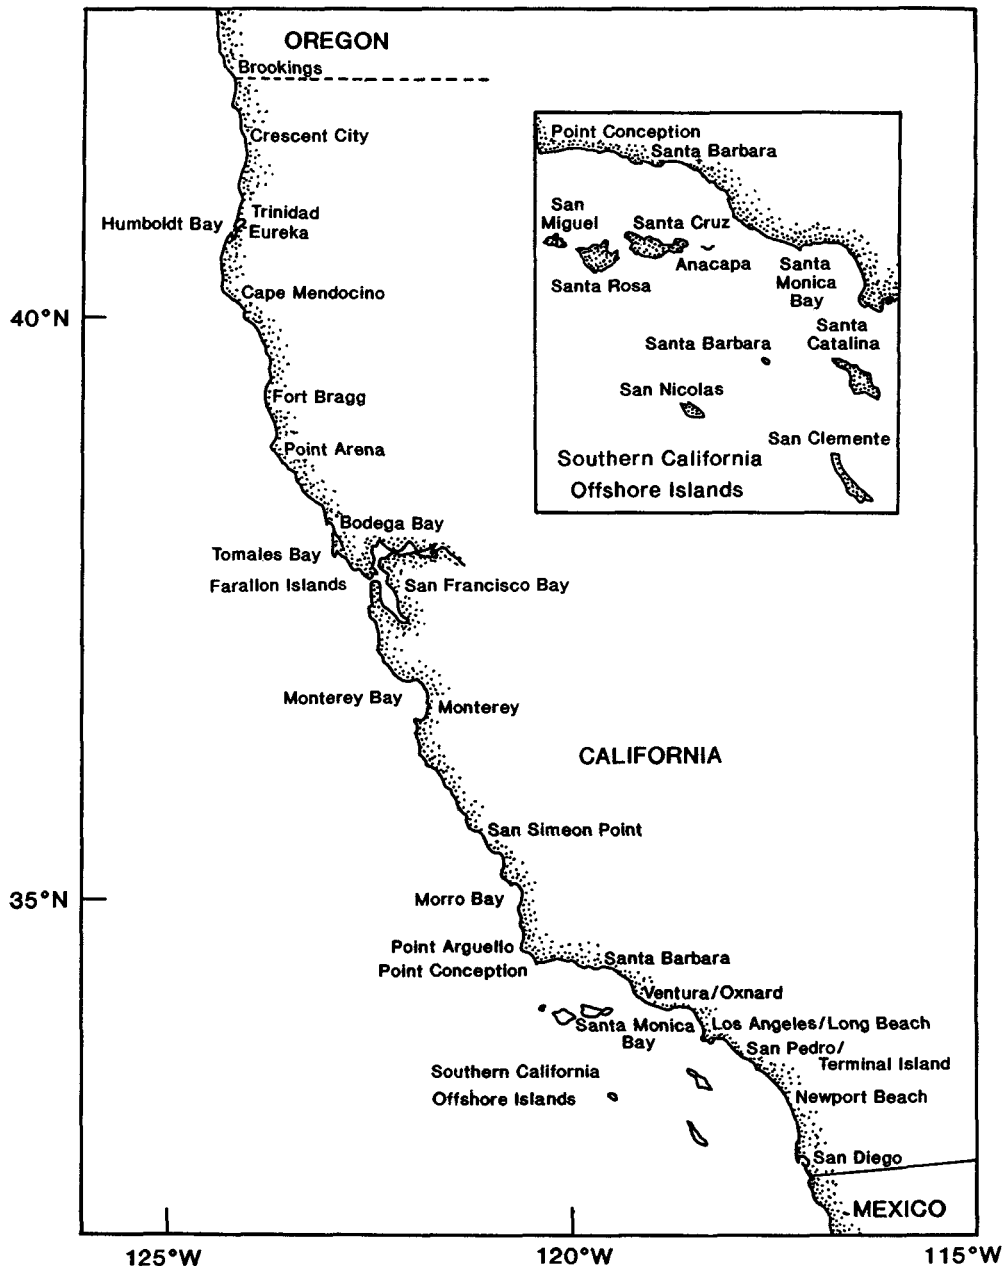 OREGON
Brookings
Crescent City
Humboldt Bay
Trinidad
Eureka
Cape Mendocino
40°N
Fort Bragg
Point Arena
Bodega Bay
Tomales Bay
Farallon Islands
San Francisco Bay
Monterey Bay
Monterey
CALIFORNIA
San Simeon Point
35°N
Morro Bay
Point Arguello
Point Conception
Santa Barbara
Ventura/Oxnard
Santa Monica
Bay
Los Angeles/Long Beach
San Pedro/
Terminal Island
Southern California
Offshore Islands
Newport Beach
San Diego
MEXICO
125°W
120°W
115°W
Point Conception
Santa Barbara
San
Miguel
Santa Cruz
Anacapa
Santa Rosa
Santa
Monica
Bay
Santa Barbara
Santa
Catalina
San Nicolas
San Clemente
Southern California
Offshore Islands